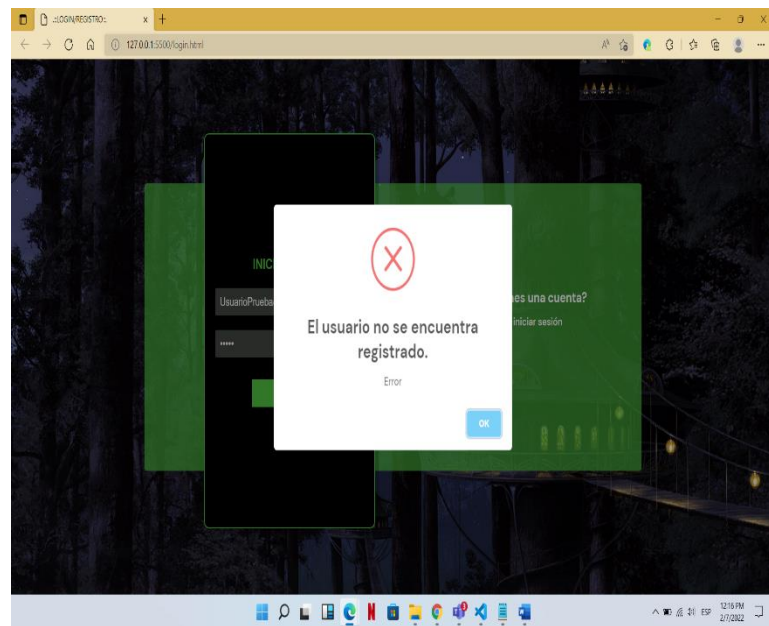 .::LOGIN/REGISTRO::.
127.0.0.1:5500/login.html
INIC
UsuarioPrueba
nes una cuenta?
iniciar sesión
El usuario no se encuentra
registrado.
Error
OK
ESP
12:16 PM
2/7/2022